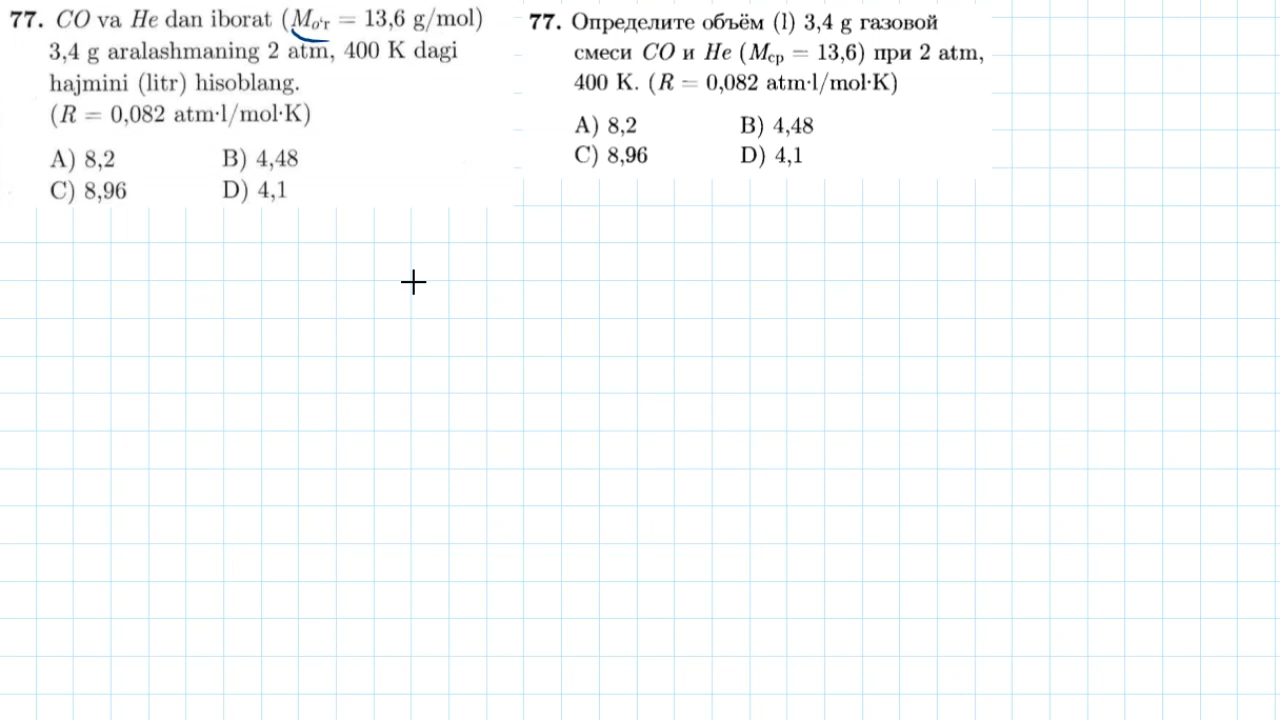 77. CO va He dan iborat (Mo‘r = 13,6 g/mol)
3,4 g aralashmaning 2 atm, 400 K dagi
hajmini (litr) hisoblang.
(R = 0,082 atm·l/mol·K)
A) 8,2 B) 4,48
C) 8,96 D) 4,1
77. Определите объём (l) 3,4 g газовой
смеси CO и He (Mср = 13,6) при 2 atm,
400 K. (R = 0,082 atm·l/mol·K)
A) 8,2 B) 4,48
C) 8,96 D) 4,1